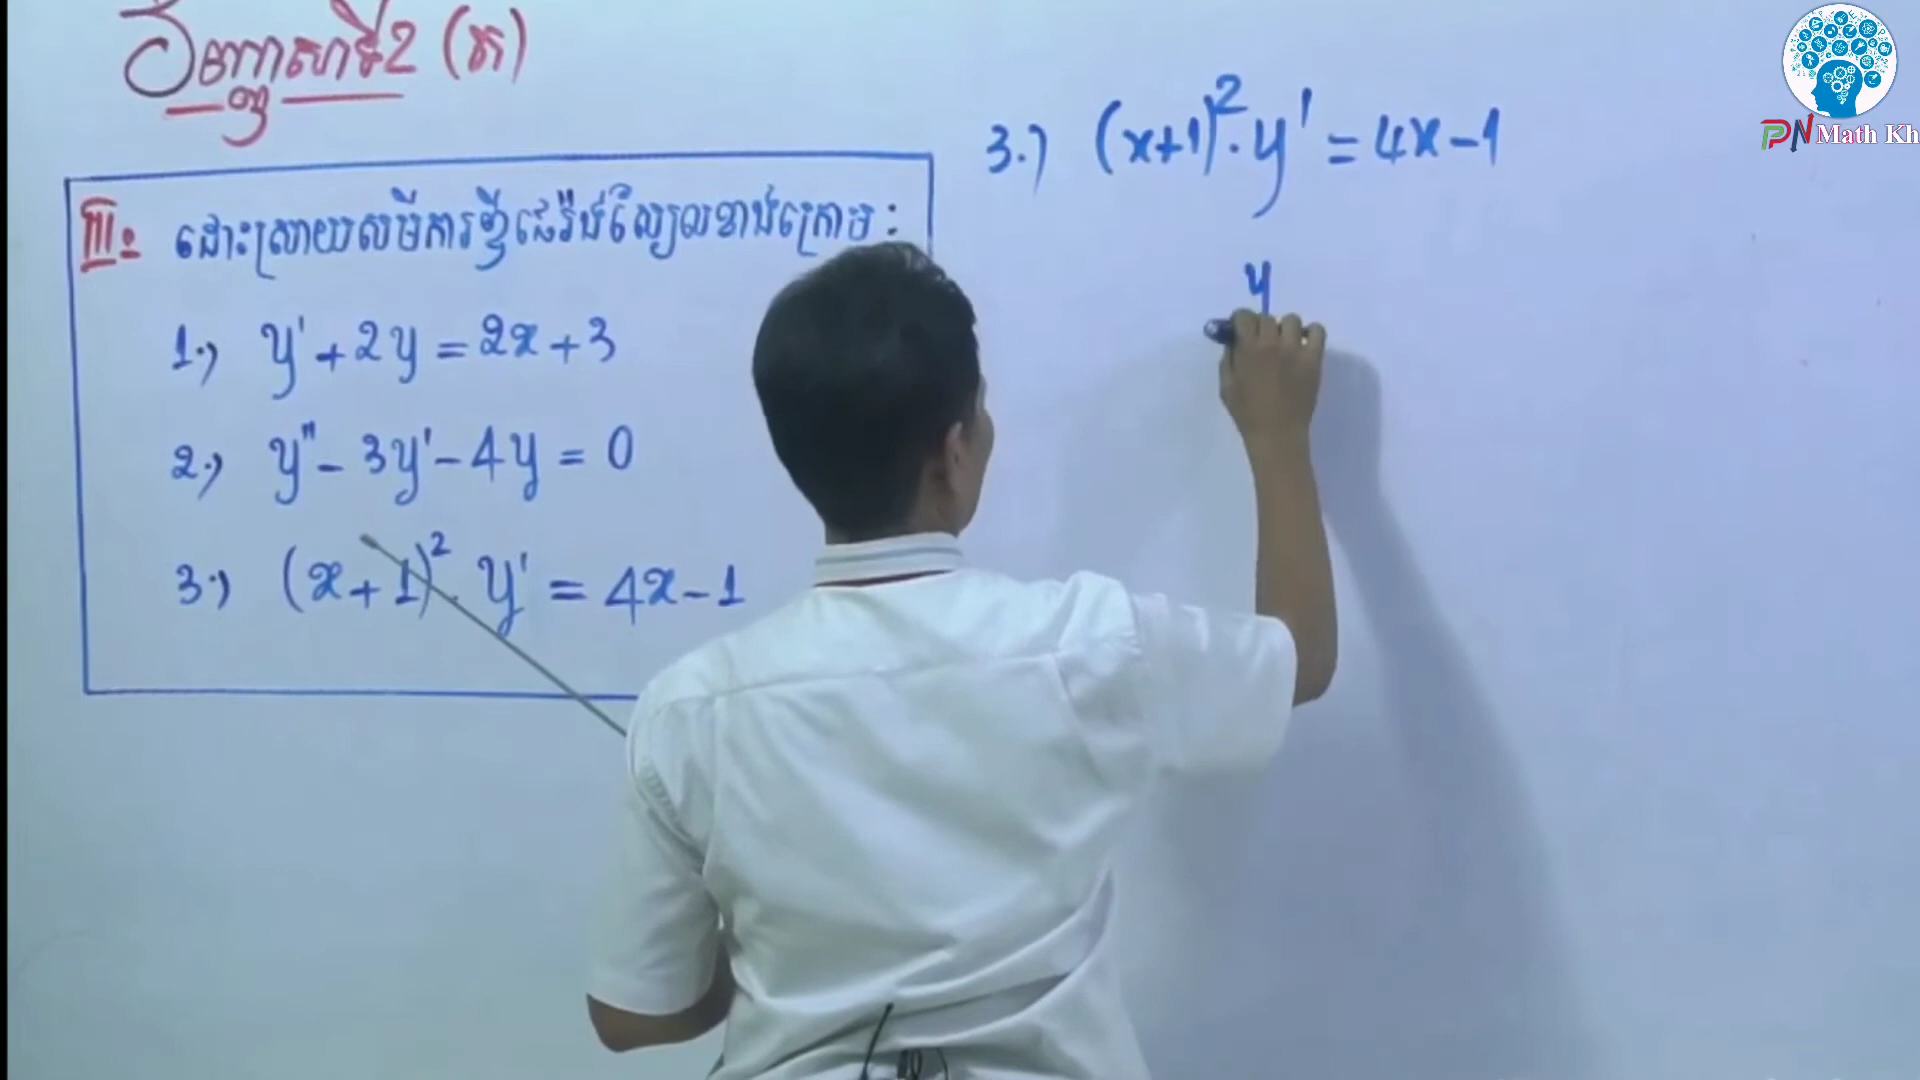 វិញ្ញាសាទី2 (ត)
III: ដោះស្រាយសមីការឌីផេរ៉ង់ស្យែលខាងក្រោម :
1.) y' + 2y = 2x + 3
2.) y" - 3y' - 4y = 0
3.) (x+1)². y' = 4x - 1
3.) (x+1)². y' = 4x - 1
y
PN Math Kh